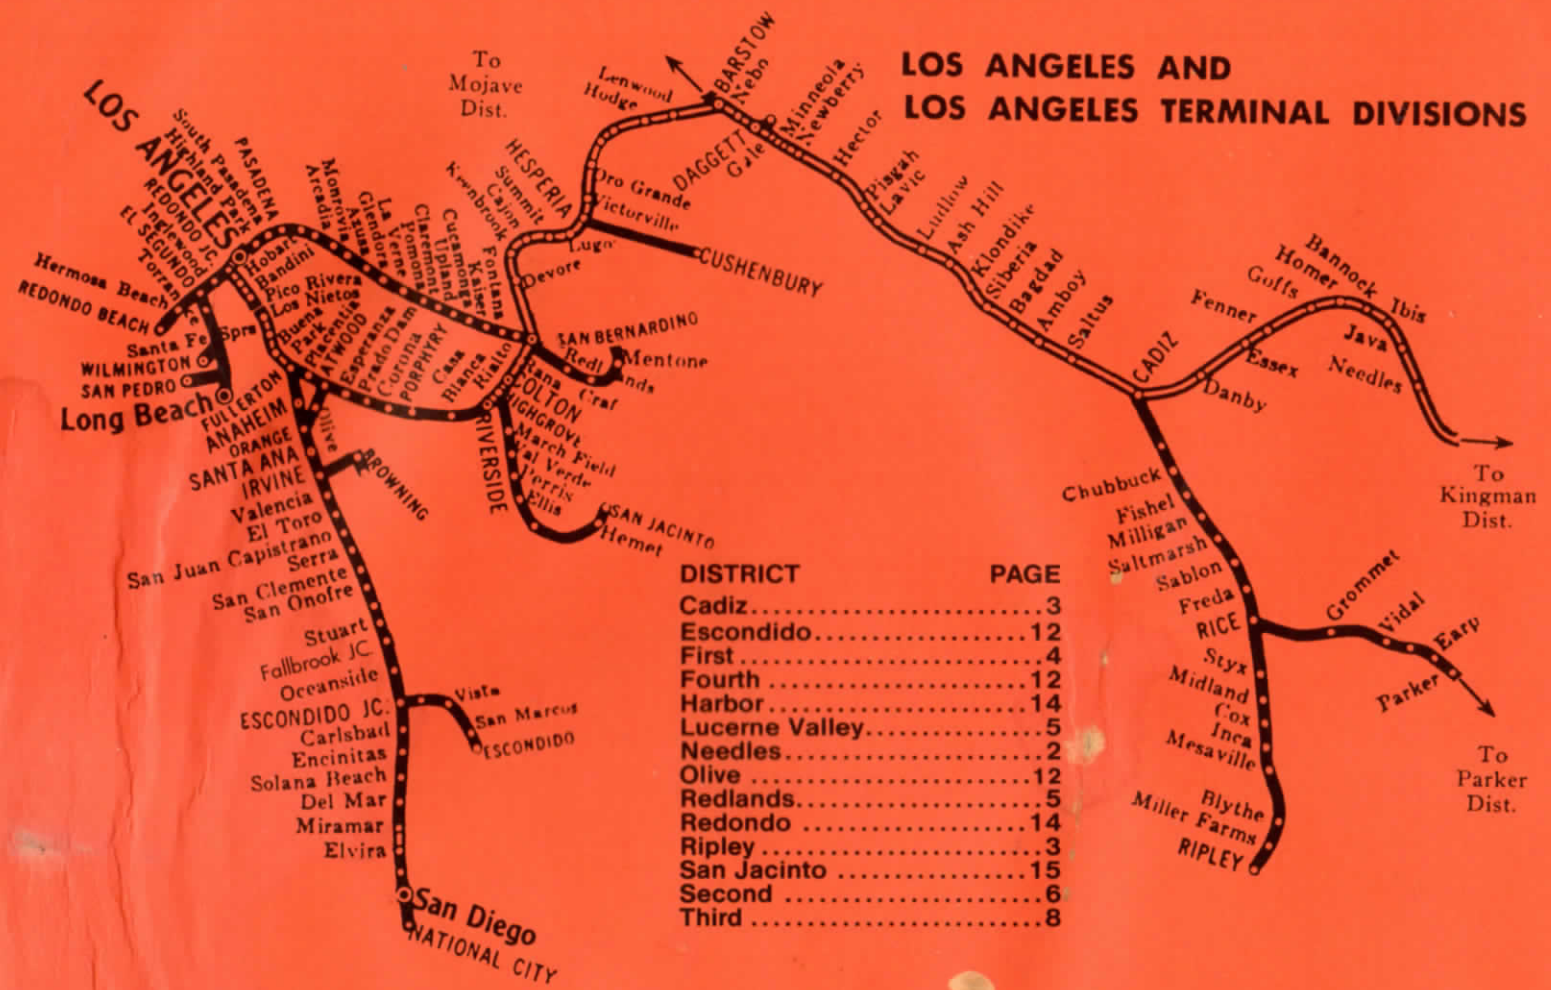 LOS ANGELES AND
LOS ANGELES TERMINAL DIVISIONS
To
Mojave
Dist.
BARSTOW
Nebo
Lenwood
Hodge
DAGGETT
Gale
Minneola
Newberry
Hector
Pisgah
Lavic
Ludlow
Ash Hill
Klondike
Siberia
Bagdad
Amboy
Saltus
CADIZ
Danby
Essex
Fenner
Goffs
Homer
Bannock
Ibis
Java
Needles
To
Kingman
Dist.
HESPERIA
Summit
Cajon
Keenbrook
Oro Grande
Victorville
Lugo
Devore
CUSHENBURY
LOS ANGELES
South Pasadena
Highland Park
PASADENA
REDONDO JC.
Inglewood
EL SEGUNDO
Torrance
Hermosa Beach
REDONDO BEACH
Santa Fe Spra
WILMINGTON
SAN PEDRO
Long Beach
Arcadia
Monrovia
Azusa
Glendora
La Verne
Pomona
Claremont
Upland
Cucamonga
Kaiser
Fontana
Hobart
Bandini
Pico Rivera
Los Nietos
Buena Park
Placentia
ATWOOD
Esperanza
Prado Dam
Corona
PORPHYRY
Casa Blanca
Rialto
SAN BERNARDINO
Redlands
Mentone
Craf
Rana
COLTON
HIGHGROVE
RIVERSIDE
March Field
Val Verde
Perris
Ellis
SAN JACINTO
Hemet
FULLERTON
ANAHEIM
ORANGE
Olive
SANTA ANA
IRVINE
BROWNING
Valencia
El Toro
San Juan Capistrano
Serra
San Clemente
San Onofre
Stuart
Fallbrook JC.
Oceanside
ESCONDIDO JC.
Vista
San Marcos
ESCONDIDO
Carlsbad
Encinitas
Solana Beach
Del Mar
Miramar
Elvira
San Diego
NATIONAL CITY
Chubbuck
Fishel
Milligan
Saltmarsh
Sablon
Freda
RICE
Grommet
Vidal
Earp
Parker
To
Parker
Dist.
Styx
Midland
Cox
Inca
Mesaville
Blythe
Miller Farms
RIPLEY
DISTRICT PAGE
Cadiz..........................3
Escondido...................12
First...........................4
Fourth.......................12
Harbor.......................14
Lucerne Valley.................5
Needles........................2
Olive.........................12
Redlands.......................5
Redondo......................14
Ripley.........................3
San Jacinto..................15
Second.........................6
Third..........................8